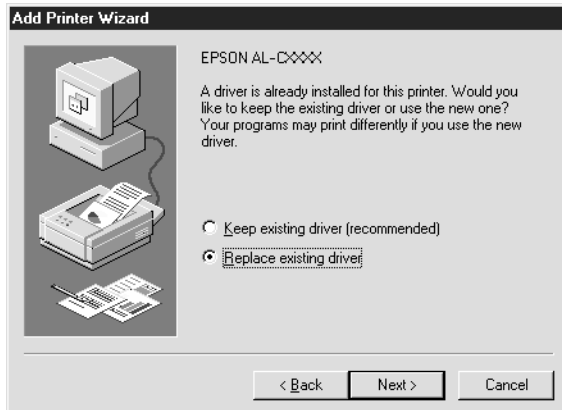 Add Printer Wizard
EPSON AL-CXXXX
A driver is already installed for this printer. Would you
like to keep the existing driver or use the new one?
Your programs may print differently if you use the new
driver.
Keep existing driver (recommended)
Replace existing driver
< Back Next > Cancel